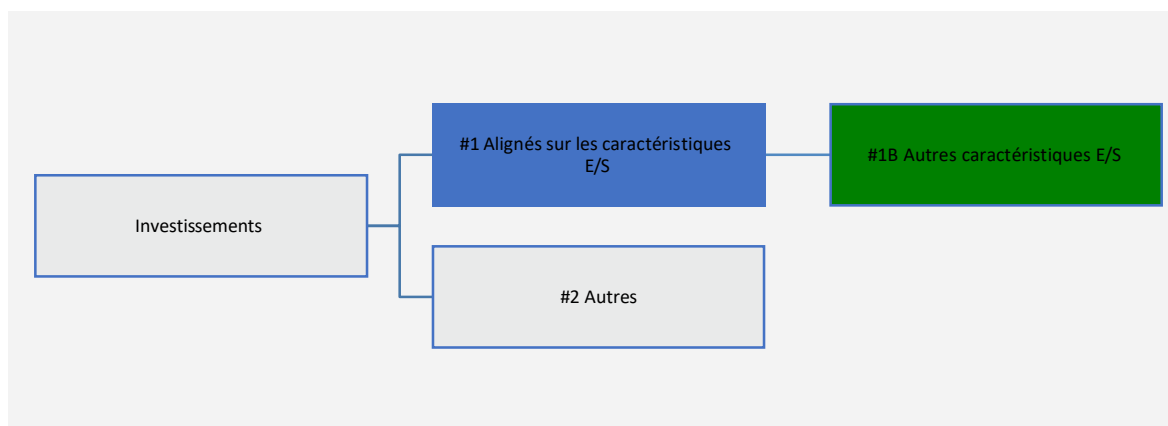 #1 Alignés sur les caractéristiques
E/S
#1B Autres caractéristiques E/S
Investissements
#2 Autres